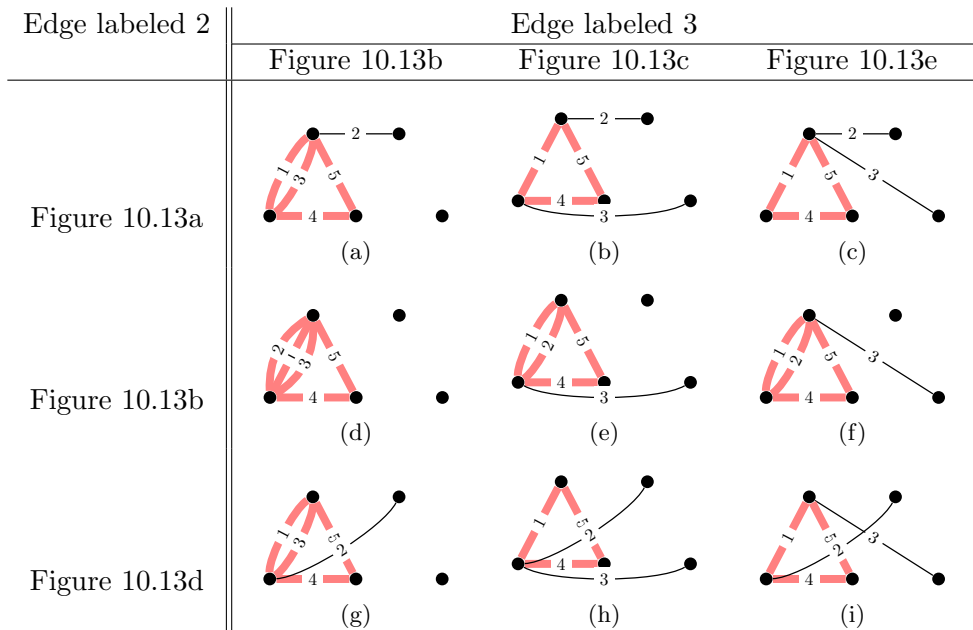 Edge labeled 2 Edge labeled 3
Figure 10.13b Figure 10.13c Figure 10.13e
Figure 10.13a
1 3 5 4 2
1 5 4 2 3
1 5 4 2 3
(a) (b) (c)
Figure 10.13b
2 1 3 5 4
1 2 5 4 3
1 2 5 4 3
(d) (e) (f)
Figure 10.13d
1 3 5 2 4
1 5 2 4 3
1 5 2 4 3
(g) (h) (i)